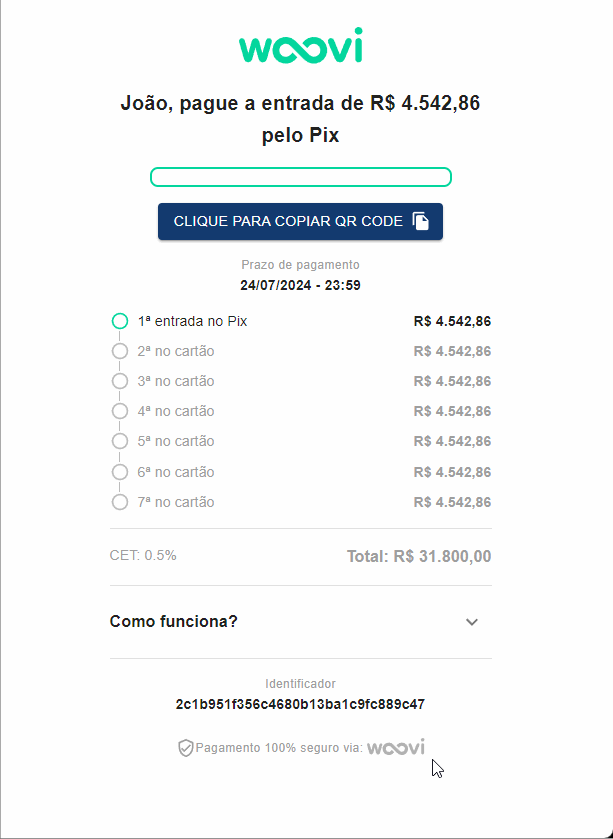 woovi
João, pague a entrada de R$ 4.542,86
pelo Pix
CLIQUE PARA COPIAR QR CODE
Prazo de pagamento
24/07/2024 - 23:59
1ª entrada no Pix R$ 4.542,86
2ª no cartão R$ 4.542,86
3ª no cartão R$ 4.542,86
4ª no cartão R$ 4.542,86
5ª no cartão R$ 4.542,86
6ª no cartão R$ 4.542,86
7ª no cartão R$ 4.542,86
CET: 0.5% Total: R$ 31.800,00
Como funciona?
Identificador
2c1b951f356c4680b13ba1c9fc889c47
Pagamento 100% seguro via: woovi